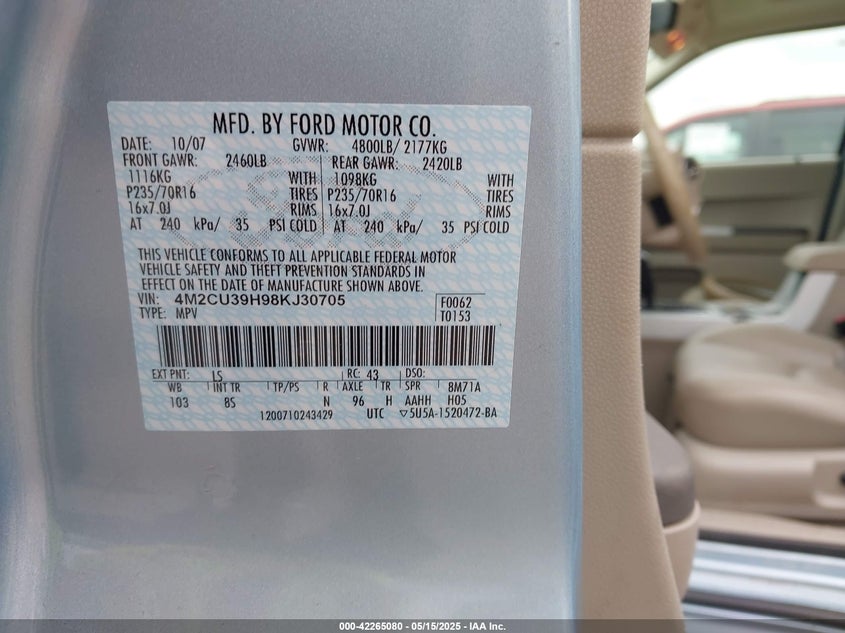 MFD. BY FORD MOTOR CO.
DATE: 10/07 GVWR: 4800LB/ 2177KG
FRONT GAWR: 2460LB REAR GAWR: 2420LB
1116KG WITH 1098KG WITH
P235/70R16 TIRES P235/70R16 TIRES
16x7.0J RIMS 16x7.0J RIMS
AT 240 kPa/ 35 PSI COLD AT 240 kPa/ 35 PSI COLD
THIS VEHICLE CONFORMS TO ALL APPLICABLE FEDERAL MOTOR
VEHICLE SAFETY AND THEFT PREVENTION STANDARDS IN
EFFECT ON THE DATE OF MANUFACTURE SHOWN ABOVE.
VIN: 4M2CU39H98KJ30705 F0062
TYPE: MPV T0153
EXT PNT: LS RC: 43 DSO:
WB INT TR TP/PS R AXLE TR SPR 8M71A
103 8S N 96 H AAHH H05
1200710243429 UTC ▽5U5A-1520472-BA
000-42265080 - 05/15/2025 - IAA Inc.